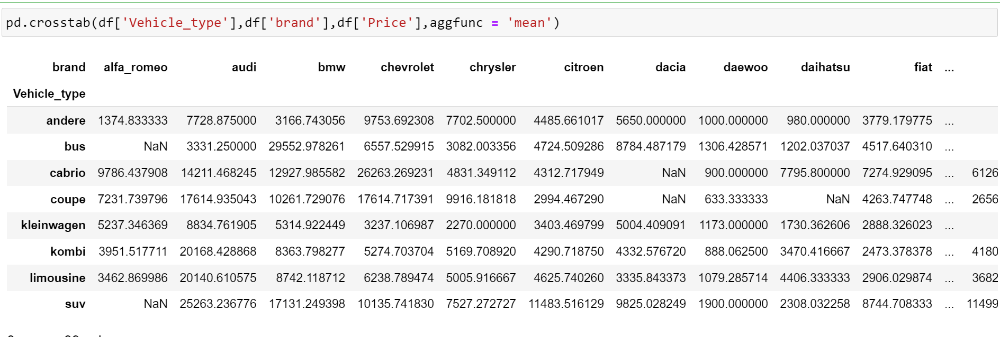 pd.crosstab(df['Vehicle_type'],df['brand'],df['Price'],aggfunc = 'mean')
brand alfa_romeo audi bmw chevrolet chrysler citroen dacia daewoo daihatsu fiat ...
Vehicle_type
andere 1374.833333 7728.875000 3166.743056 9753.692308 7702.500000 4485.661017 5650.000000 1000.000000 980.000000 3779.179775 ...
bus NaN 3331.250000 29552.978261 6557.529915 3082.003356 4724.509286 8784.487179 1306.428571 1202.037037 4517.640310 ...
cabrio 9786.437908 14211.468245 12927.985582 26263.269231 4831.349112 4312.717949 NaN 900.000000 7795.800000 7274.929095 ... 6126
coupe 7231.739796 17614.935043 10261.729076 17614.717391 9916.181818 2994.467290 NaN 633.333333 NaN 4263.747748 ... 2656
kleinwagen 5237.346369 8834.761905 5314.922449 3237.106987 2270.000000 3403.469799 5004.409091 1173.000000 1730.362606 2888.326023 ...
kombi 3951.517711 20168.428868 8363.798277 5274.703704 5169.708920 4290.718750 4332.576720 888.062500 3470.416667 2473.378378 ... 4180
limousine 3462.869986 20140.610575 8742.118712 6238.789474 5005.916667 4625.740260 3335.843373 1079.285714 4406.333333 2906.029874 ... 3682
suv NaN 25263.236776 17131.249398 10135.741830 7527.272727 11483.516129 9825.028249 1900.000000 2308.032258 8744.708333 ... 11499